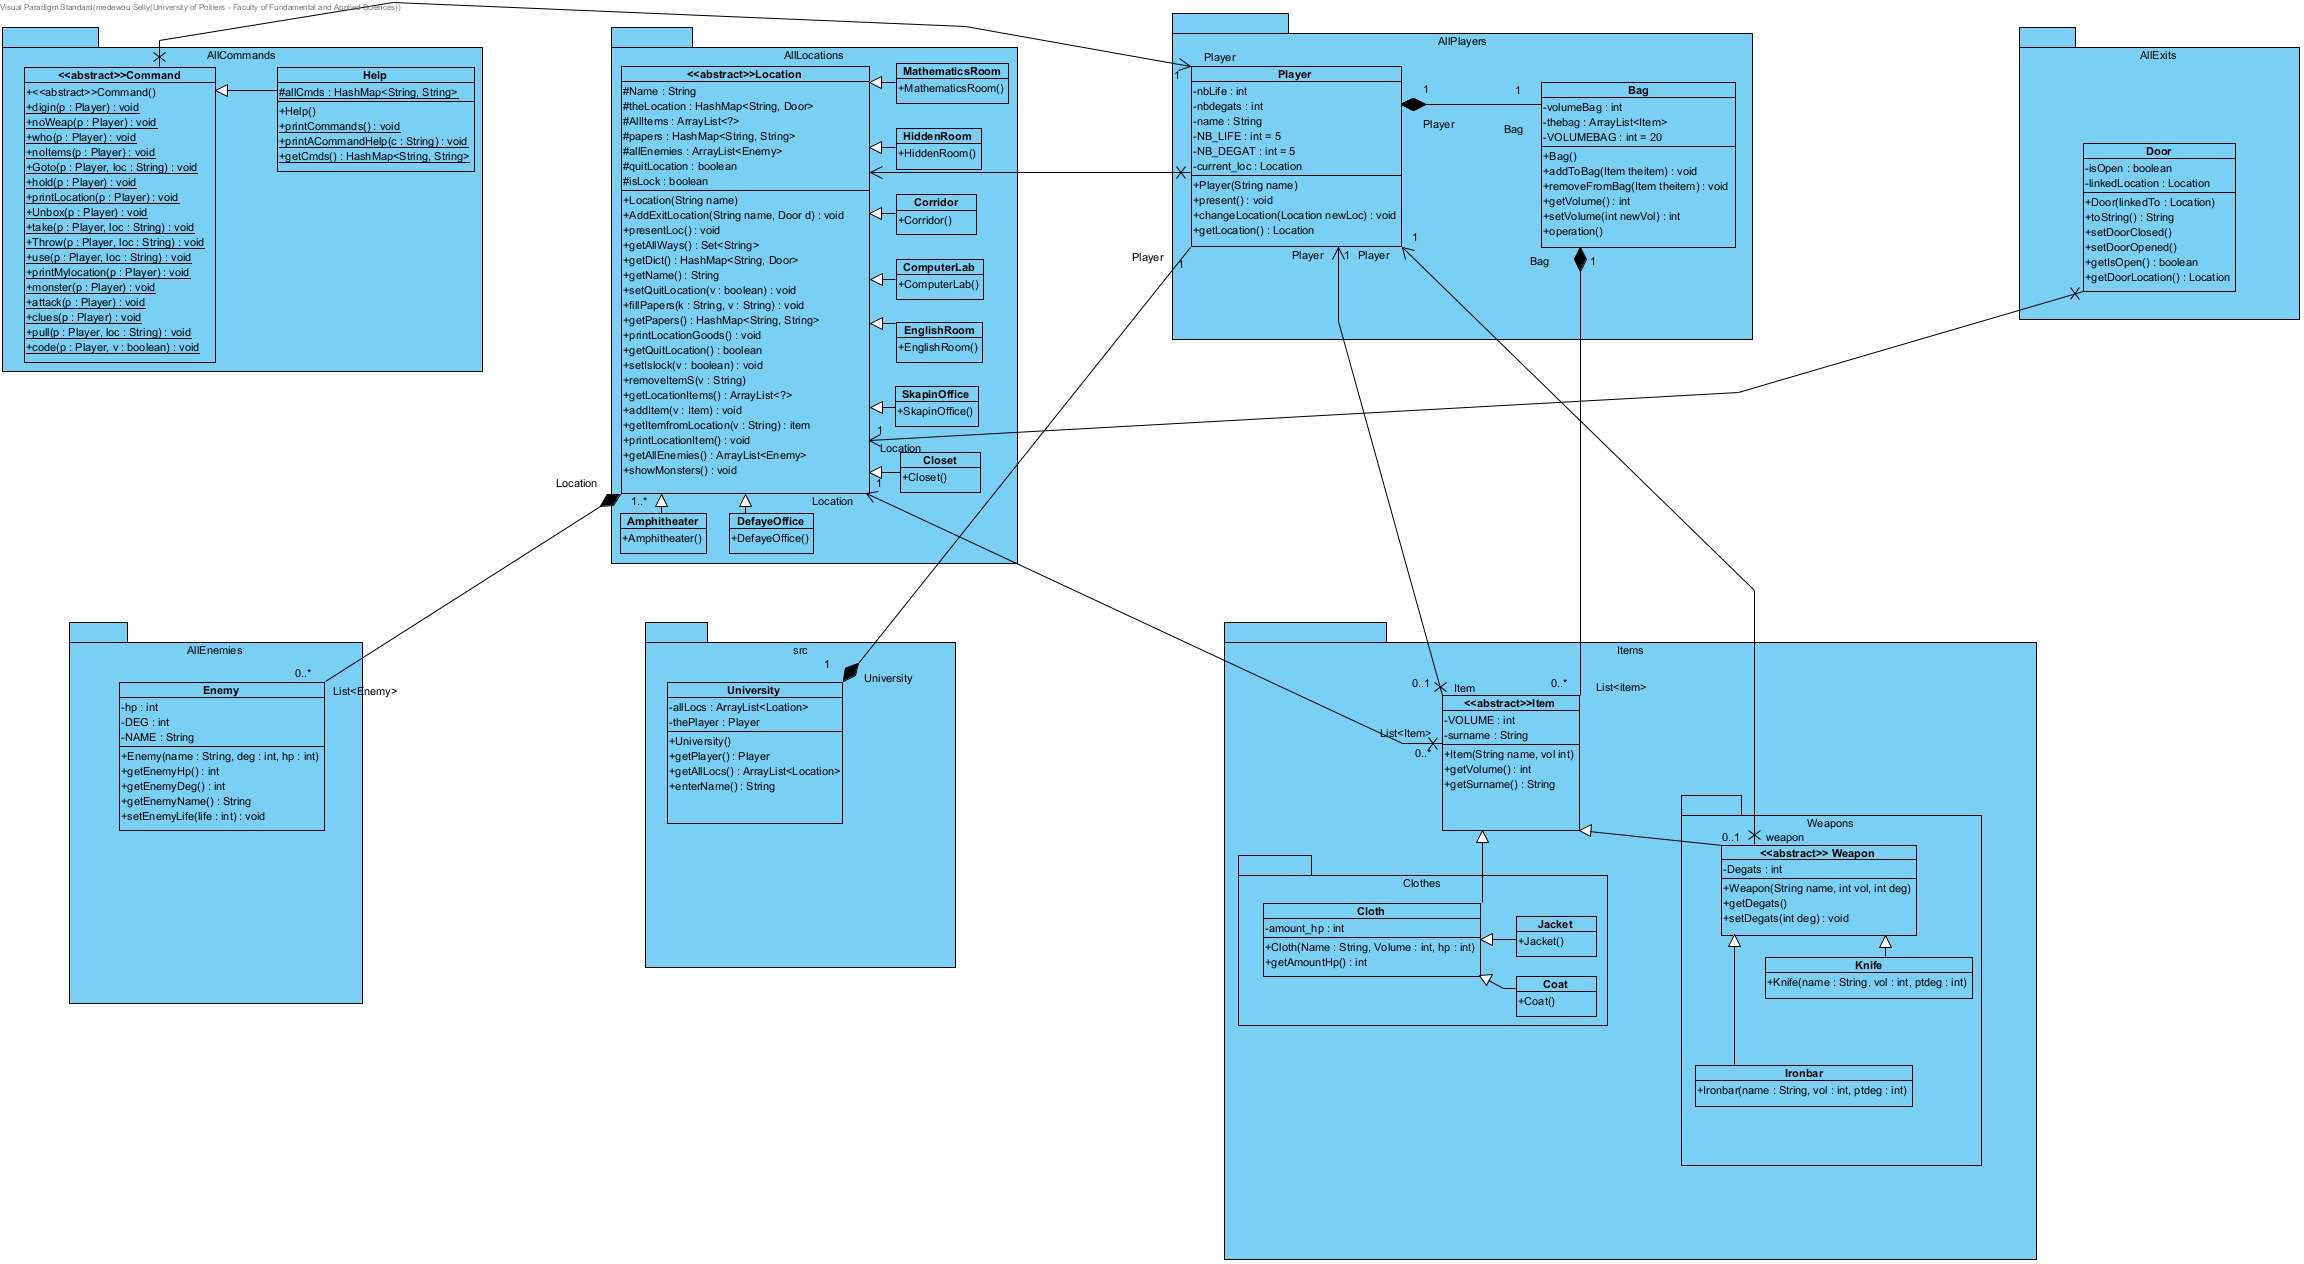 Visual Paradigm Standard(medewou Selly(University of Poitiers - Faculty of Fundamental and Applied Sciences))
AllCommands
<<abstract>>Command
+<<abstract>>Command()
+digin(p : Player) : void
+noWeap(p : Player) : void
+who(p : Player) : void
+noItems(p : Player) : void
+Goto(p : Player, loc : String) : void
+hold(p : Player) : void
+printLocation(p : Player) : void
+Unbox(p : Player) : void
+take(p : Player, loc : String) : void
+Throw(p : Player, loc : String) : void
+use(p : Player, loc : String) : void
+printMylocation(p : Player) : void
+monster(p : Player) : void
+attack(p : Player) : void
+clues(p : Player) : void
+pull(p : Player, loc : String) : void
+code(p : Player, v : boolean) : void
Help
#allCmds : HashMap<String, String>
+Help()
+printCommands() : void
+printACommandHelp(c : String) : void
+getCmds() : HashMap<String, String>
AllLocations
<<abstract>>Location
#Name : String
#theLocation : HashMap<String, Door>
#AllItems : ArrayList<?>
#papers : HashMap<String, String>
#allEnemies : ArrayList<Enemy>
#quitLocation : boolean
#isLock : boolean
+Location(String name)
+AddExitLocation(String name, Door d) : void
+presentLoc() : void
+getAllWays() : Set<String>
+getDict() : HashMap<String, Door>
+getName() : String
+setQuitLocation(v : boolean) : void
+fillPapers(k : String, v : String) : void
+getPapers() : HashMap<String, String>
+printLocationGoods() : void
+getQuitLocation() : boolean
+setIslock(v : boolean) : void
+removeItemS(v : String)
+getLocationItems() : ArrayList<?>
+addItem(v : Item) : void
+getItemfromLocation(v : String) : item
+printLocationItem() : void
+getAllEnemies() : ArrayList<Enemy>
+showMonsters() : void
MathematicsRoom
+MathematicsRoom()
HiddenRoom
+HiddenRoom()
Corridor
+Corridor()
ComputerLab
+ComputerLab()
EnglishRoom
+EnglishRoom()
SkapinOffice
+SkapinOffice()
1
Location
Closet
+Closet()
1
Location
Location
1..*
Amphitheater
+Amphitheater()
DefayeOffice
+DefayeOffice()
AllPlayers
Player
1
Player
-nbLife : int
-nbdegats : int
-name : String
-NB_LIFE : int = 5
-NB_DEGAT : int = 5
-current_loc : Location
+Player(String name)
+present() : void
+changeLocation(Location newLoc) : void
+getLocation() : Location
1
Player
1
Bag
Bag
-volumeBag : int
-thebag : ArrayList<Item>
-VOLUMEBAG : int = 20
+Bag()
+addToBag(Item theitem) : void
+removeFromBag(Item theitem) : void
+getVolume() : int
+setVolume(int newVol) : int
+operation()
Player
1
Player
1
Player
1
Bag
1
AllExits
Door
-isOpen : boolean
-linkedLocation : Location
+Door(linkedTo : Location)
+toString() : String
+setDoorClosed()
+setDoorOpened()
+getIsOpen() : boolean
+getDoorLocation() : Location
AllEnemies
0..*
List<Enemy>
Enemy
-hp : int
-DEG : int
-NAME : String
+Enemy(name : String, deg : int, hp : int)
+getEnemyHp() : int
+getEnemyDeg() : int
+getEnemyName() : String
+setEnemyLife(life : int) : void
src
1
University
University
-allLocs : ArrayList<Loation>
-thePlayer : Player
+University()
+getPlayer() : Player
+getAllLocs() : ArrayList<Location>
+enterName() : String
Items
0..1
Item
0..*
List<item>
List<Item>
0..*
<<abstract>>Item
-VOLUME : int
-surname : String
+Item(String name, vol int)
+getVolume() : int
+getSurname() : String
Clothes
Cloth
-amount_hp : int
+Cloth(Name : String, Volume : int, hp : int)
+getAmountHp() : int
Jacket
+Jacket()
Coat
+Coat()
Weapons
0..1
weapon
<<abstract>> Weapon
-Degats : int
+Weapon(String name, int vol, int deg)
+getDegats()
+setDegats(int deg) : void
Knife
+Knife(name : String, vol : int, ptdeg : int)
Ironbar
+Ironbar(name : String, vol : int, ptdeg : int)